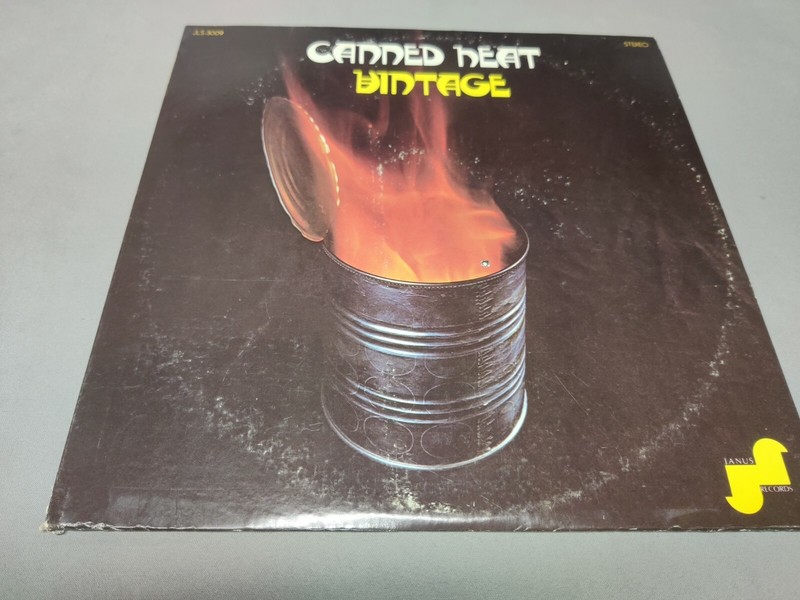 JLS-3009
STEREO
CANNED HEAT
VINTAGE
JANUS
RECORDS